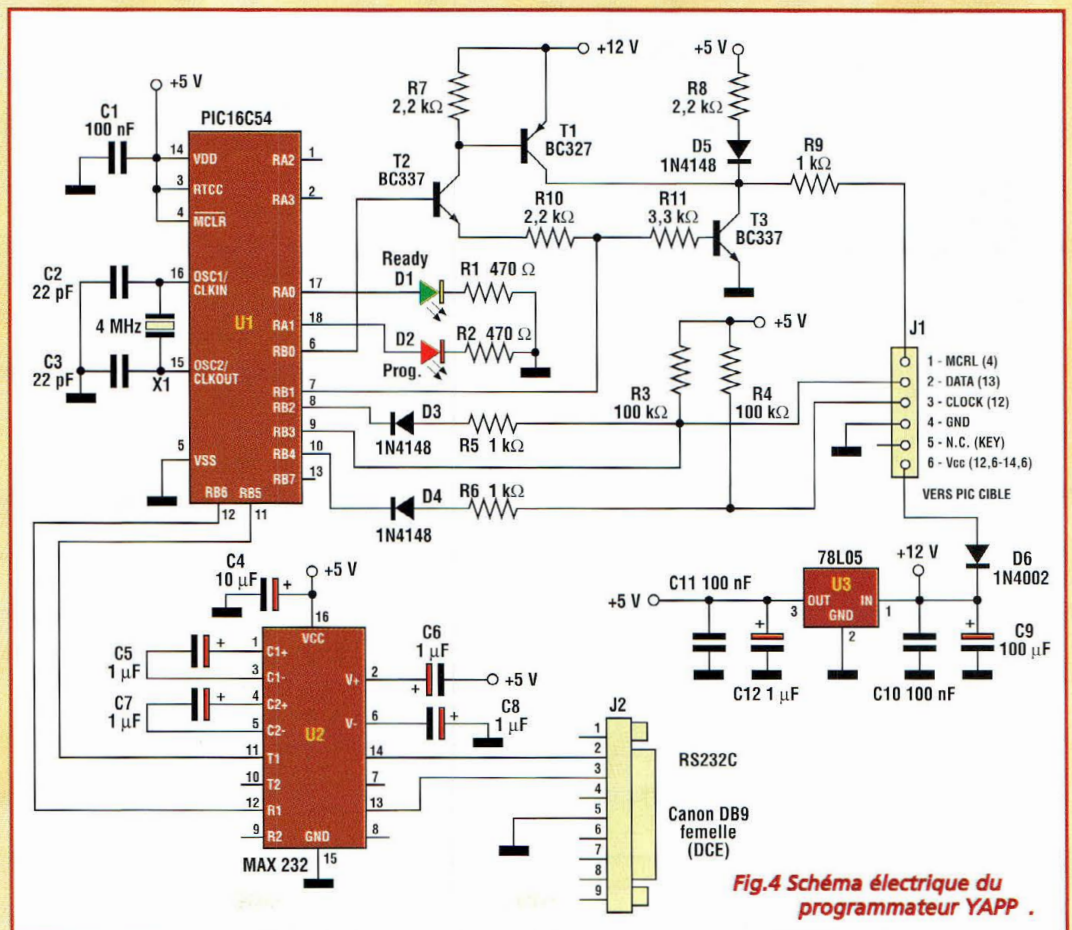 +12 V
+5 V
R7
2,2 kΩ
R8
2,2 kΩ
+5 V
T1
BC327
D5
1N4148
R9
1 kΩ
C1
100 nF
PIC16C54
T2
BC337
R10
2,2 kΩ
R11
3,3 kΩ
T3
BC337
14 VDD
3 RTCC
4 MCLR
RA2 1
RA3 2
C2
22 pF
16 OSC1/
CLKIN
4 MHz
U1
C3
22 pF
X1
15 OSC2/
CLKOUT
RA0 17
RA1 18
RB0 6
RB1 7
RB2 8
RB3 9
RB4 10
RB7 13
5 VSS
RB6 RB5
12 11
Ready
D1
R1 470 Ω
D2
Prog.
R2 470 Ω
+5 V
R3
100 kΩ
R4
100 kΩ
D3
1N4148
R5 1 kΩ
D4
1N4148
R6 1 kΩ
J1
1 - MCRL (4)
2 - DATA (13)
3 - CLOCK (12)
4 - GND
5 - N.C. (KEY)
6 - Vcc (12,6-14,6)
VERS PIC CIBLE
D6
1N4002
78L05
+12 V
C11 100 nF
+5 V
3 OUT U3 IN 1
GND
2
C9
100 µF
C12 1 µF
C10 100 nF
C4
10 µF
+5 V
16
VCC
C5
1 µF
1 C1+
3 C1-
C7
1 µF
4 C2+
5 C2-
U2
V+ 2
V- 6
C6
1 µF
+5 V
C8
1 µF
11 T1 14
10 T2 7
12 R1 13
9 R2 8
GND
15
MAX 232
J2
1
2
3
4
5
6
7
8
9
RS232C
Canon DB9
femelle
(DCE)
Fig.4 Schéma électrique du
programmateur YAPP .